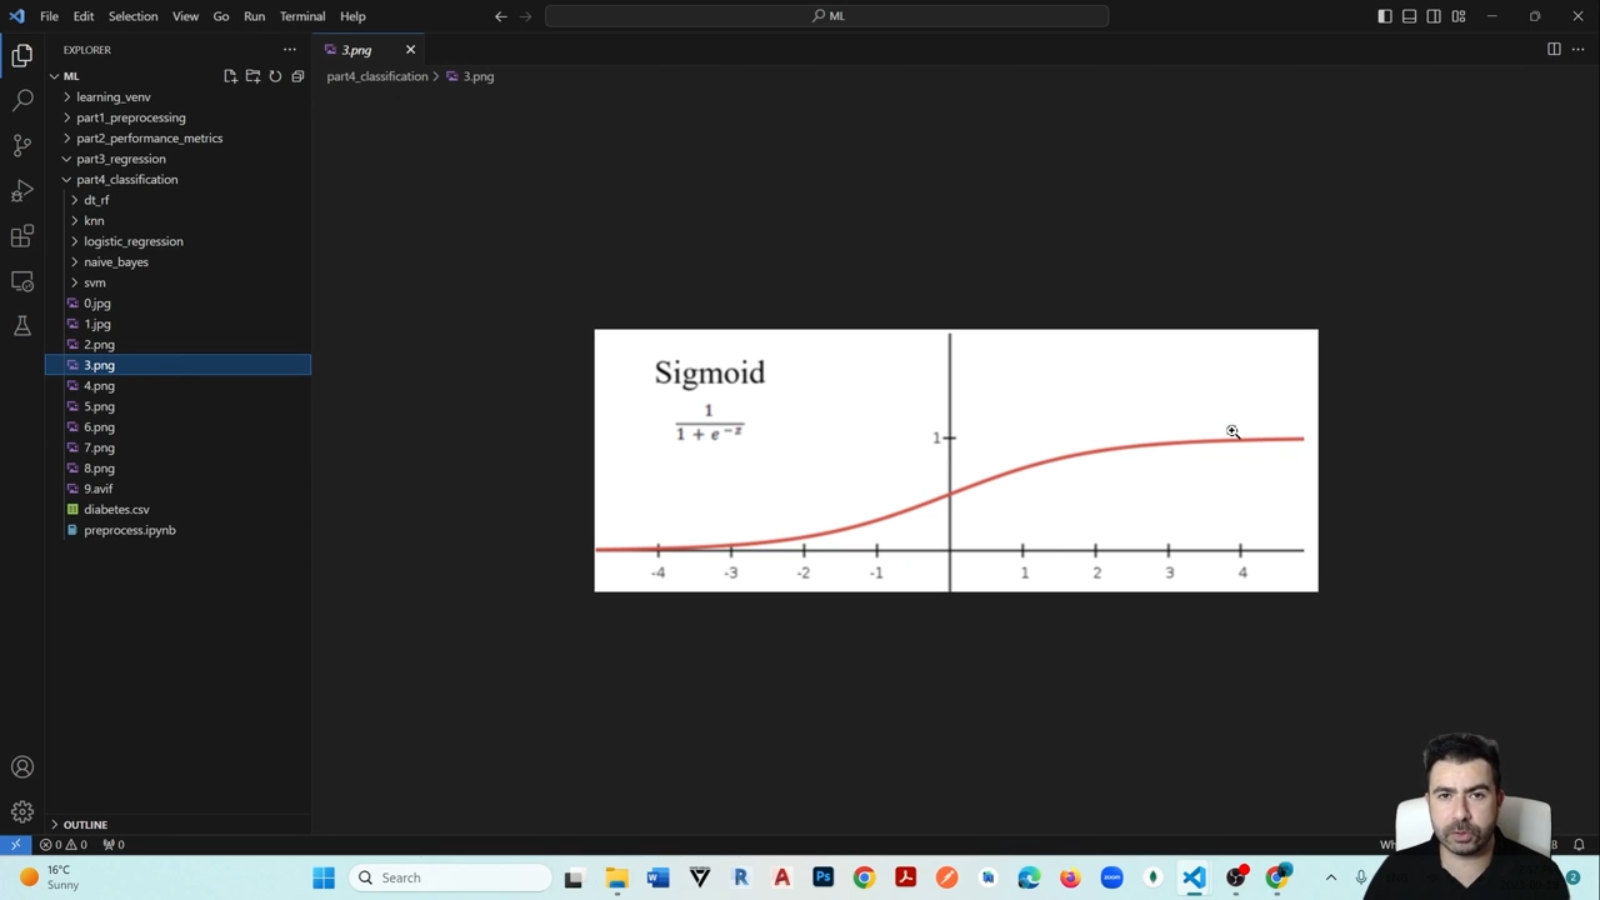 File Edit Selection View Go Run Terminal Help
ML
EXPLORER
3.png
ML
part4_classification > 3.png
learning_venv
part1_preprocessing
part2_performance_metrics
part3_regression
part4_classification
dt_rf
knn
logistic_regression
naive_bayes
svm
0.jpg
1.jpg
2.png
3.png
4.png
5.png
6.png
7.png
8.png
9.avif
diabetes.csv
preprocess.ipynb
Sigmoid
1
1 + e^-z
1
-4 -3 -2 -1 1 2 3 4
OUTLINE
0 0 0
16°C
Sunny
Search
W
R
A
Ps
zoom
2